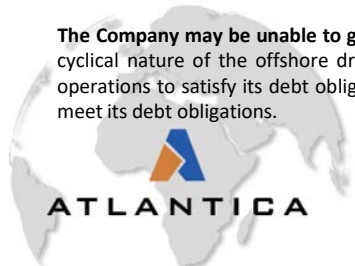 The Company may be unable to g
cyclical nature of the offshore dr
operations to satisfy its debt oblig
meet its debt obligations.
ATLANTICA